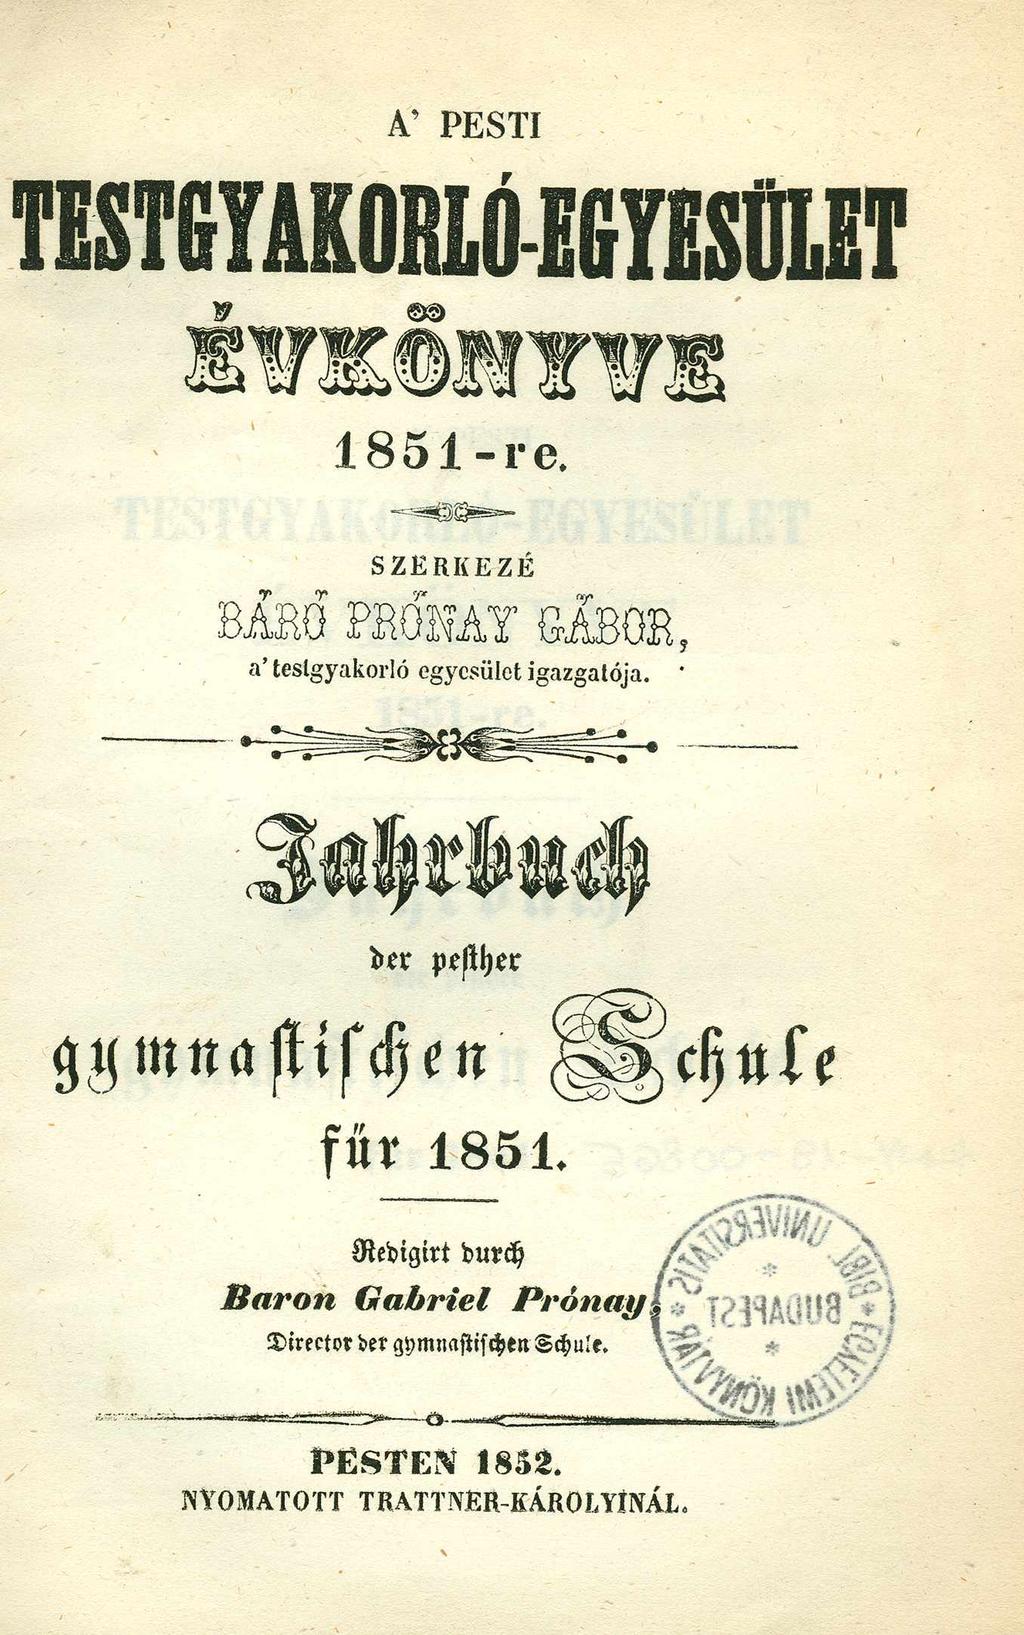 A' PESTI
TESTGYAKORLÓ-EGYESÜLET
ÉVKÖNYVE
1851-re.
SZERKEZÉ
BÁRÓ PRÓNAY GÁBOR,
a' testgyakorló egyesület igazgatója.
Jahrbuch
der pesther
gymnastischen Schule
für 1851.
Redigirt durch
Baron Gabriel Prónay,
Director der gymnastischen Schule.
BIBL. UNIVERSITATIS
BUDAPEST
EGYETEMI KÖNYVTÁR
PESTEN 1852.
NYOMATOTT TRATTNER-KÁROLYINÁL.